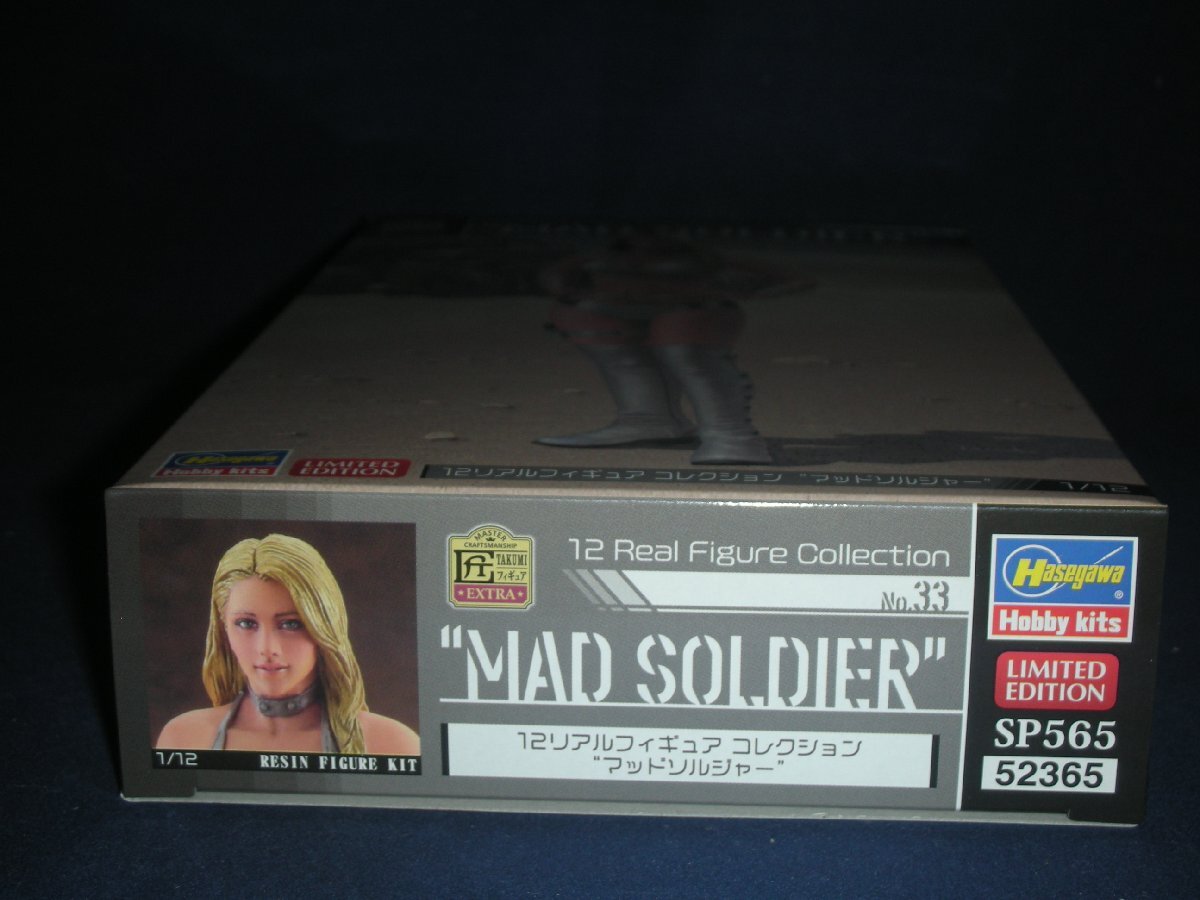 Hasegawa
Hobby kits
LIMITED
EDITION
12リアルフィギュア コレクション "マッドソルジャー"
1/12
1/12
RESIN FIGURE KIT
MASTER
CRAFTSMANSHIP
TAKUMI
フィギュア
EXTRA
12 Real Figure Collection
No.33
"MAD SOLDIER"
12リアルフィギュア コレクション
"マッドソルジャー"
Hasegawa®
Hobby kits
LIMITED
EDITION
SP565
52365